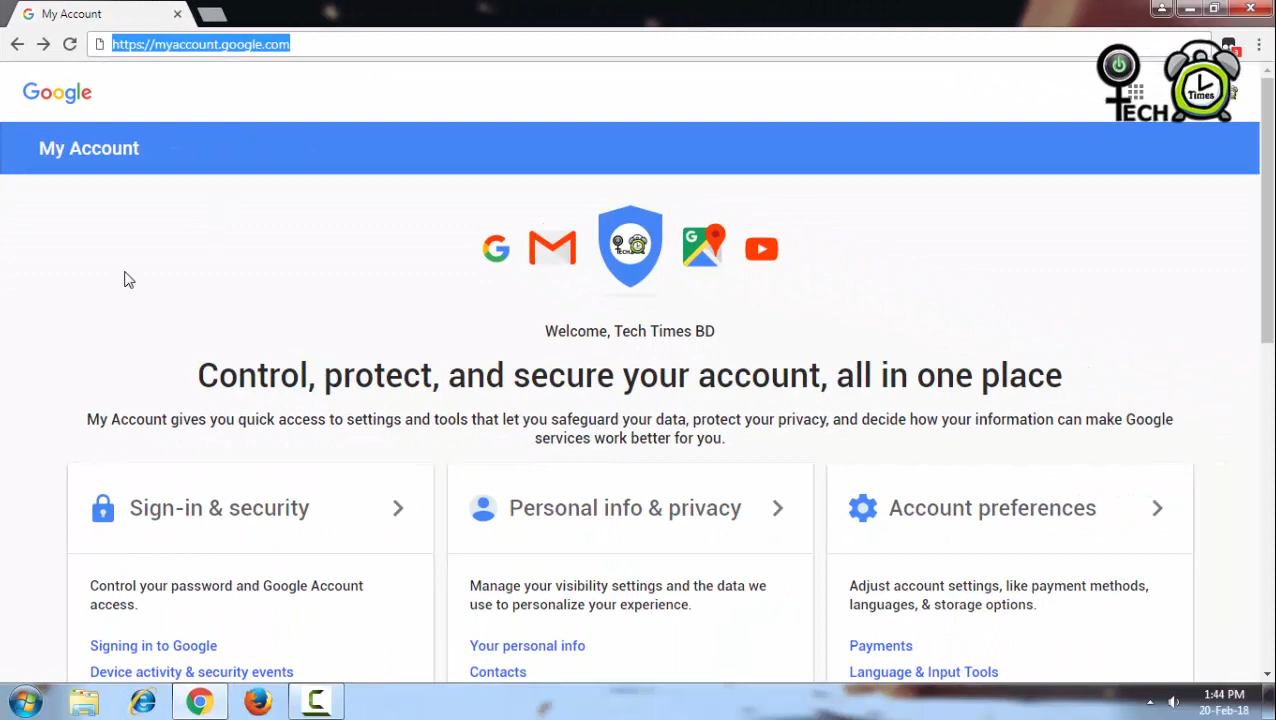 My Account
https://myaccount.google.com
Google
TECH Times
My Account
Welcome, Tech Times BD
Control, protect, and secure your account, all in one place
My Account gives you quick access to settings and tools that let you safeguard your data, protect your privacy, and decide how your information can make Google
services work better for you.
Sign-in & security
Personal info & privacy
Account preferences
Control your password and Google Account
access.
Manage your visibility settings and the data we
use to personalize your experience.
Adjust account settings, like payment methods,
languages, & storage options.
Signing in to Google
Your personal info
Payments
Device activity & security events
Contacts
Language & Input Tools
1:44 PM
20-Feb-18